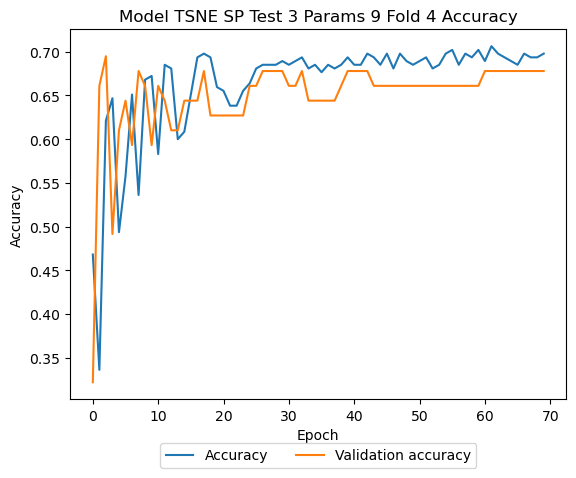 Model TSNE SP Test 3 Params 9 Fold 4 Accuracy
0.70
0.65
0.60
0.55
0.50
0.45
0.40
0.35
Accuracy
0 10 20 30 40 50 60 70
Epoch
Accuracy Validation accuracy